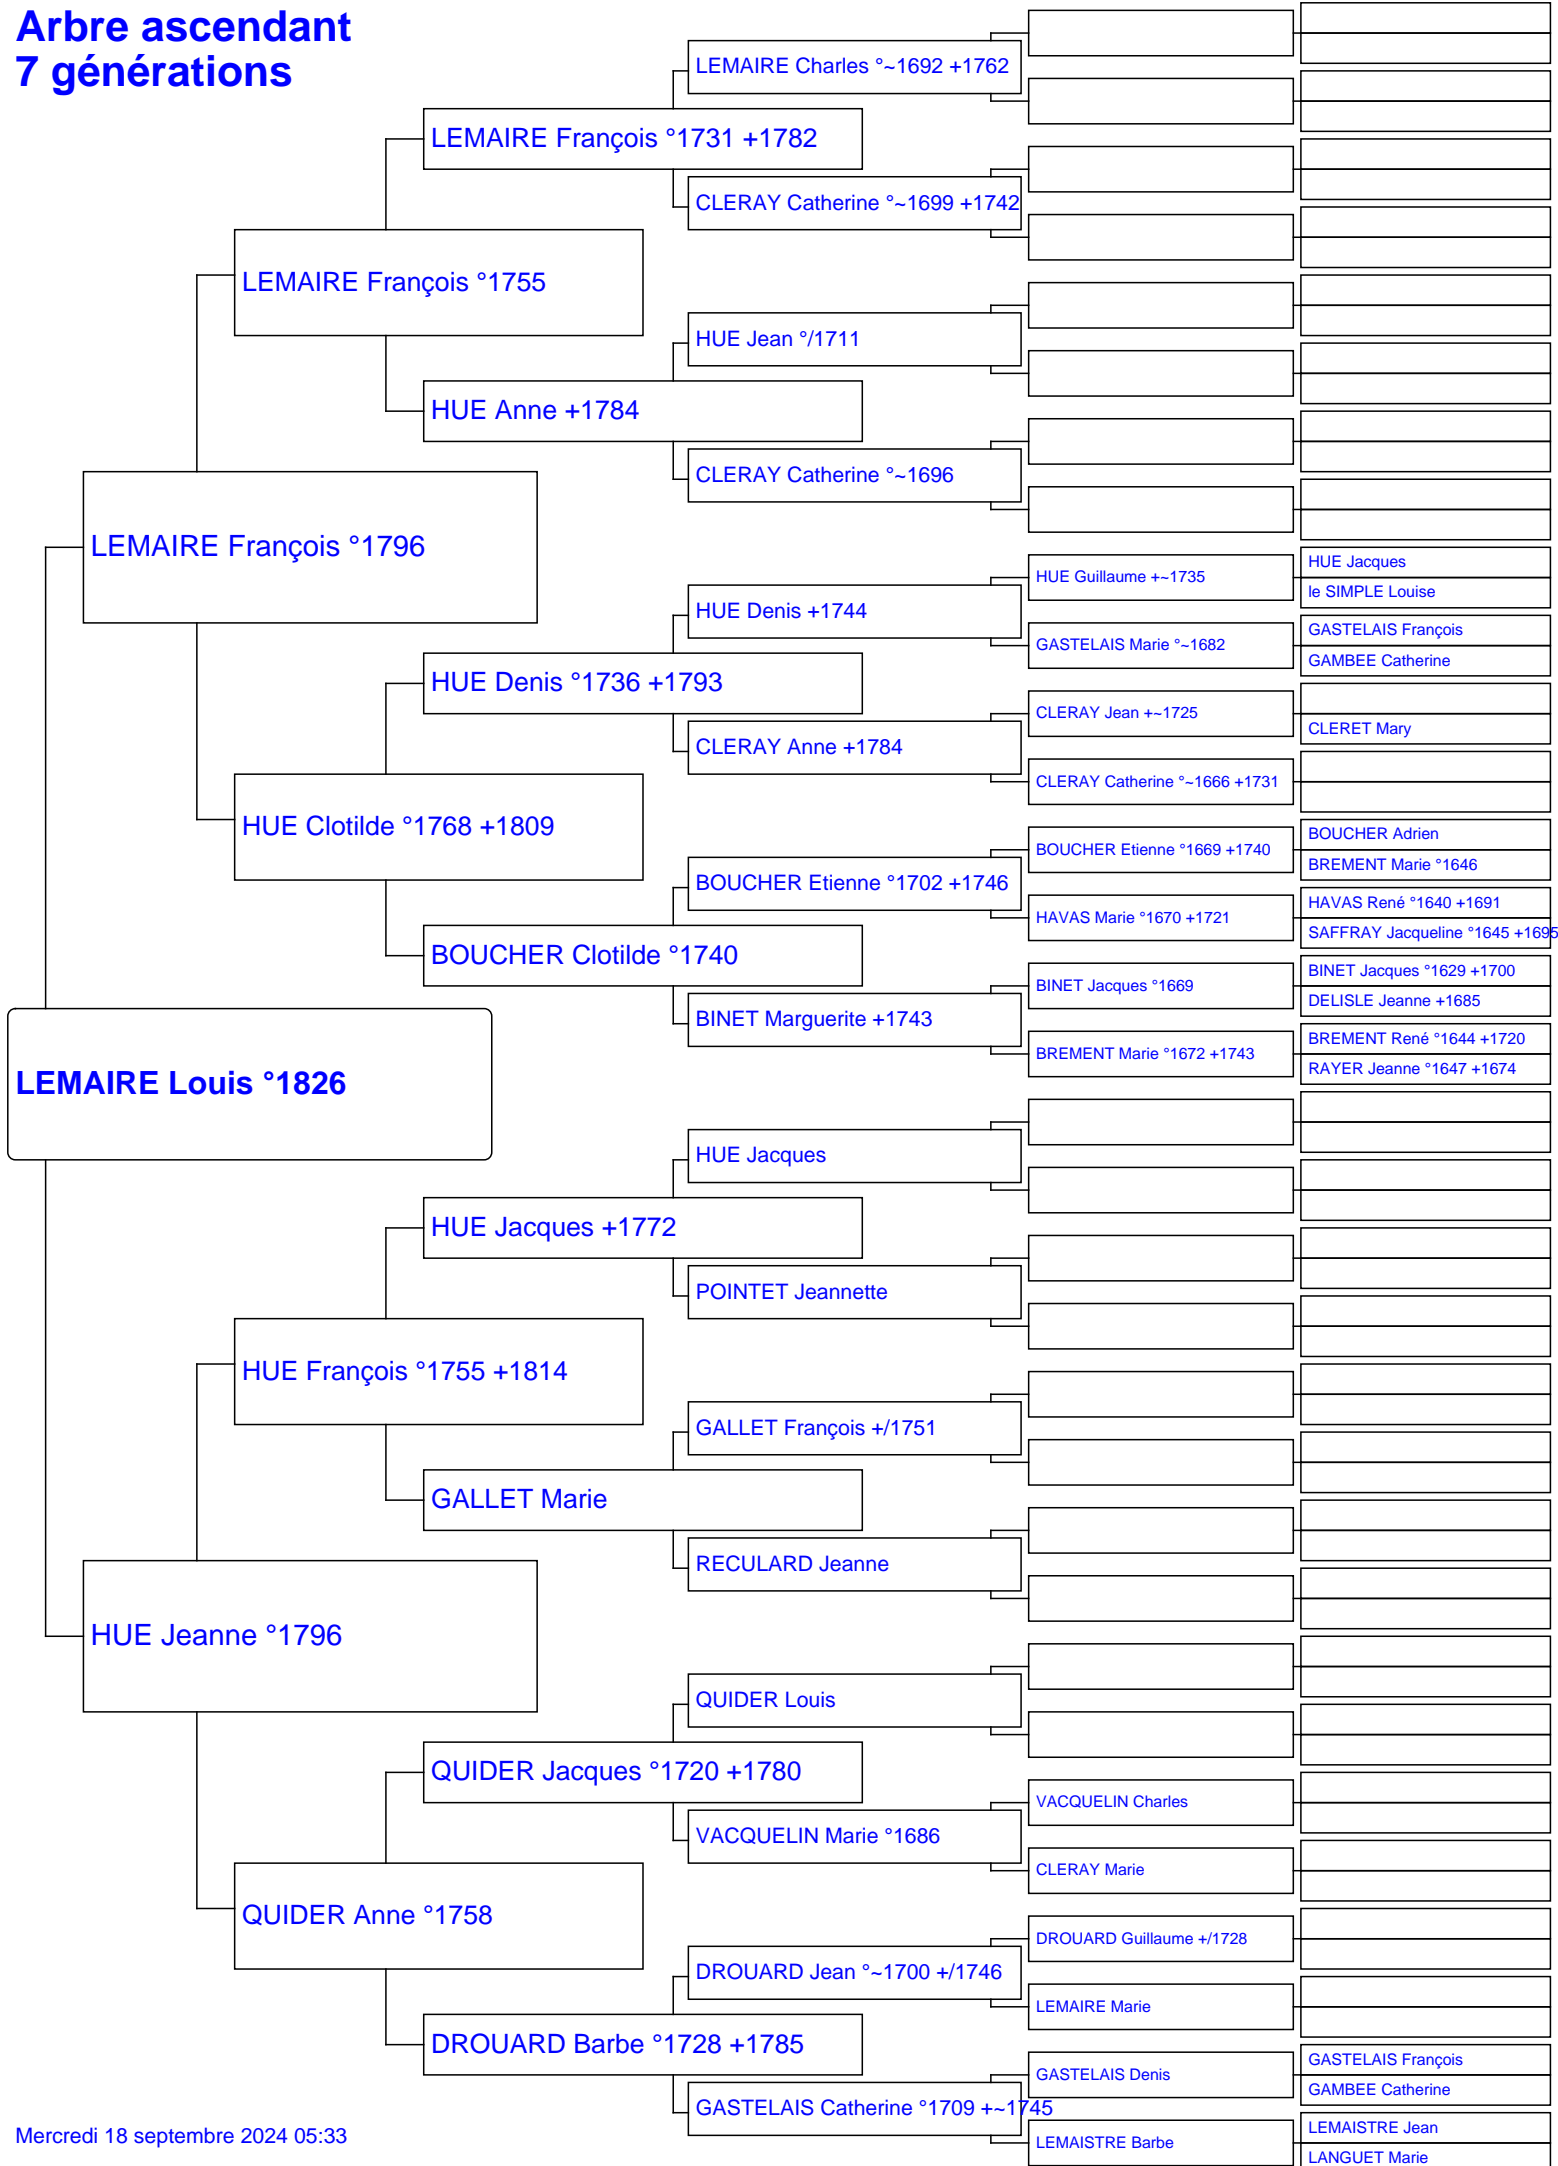 Arbre ascendant
7 générations
LEMAIRE Charles °~1692 +1762
LEMAIRE François °1731 +1782
CLERAY Catherine °~1699 +1742
LEMAIRE François °1755
HUE Jean °/1711
HUE Anne +1784
CLERAY Catherine °~1696
LEMAIRE François °1796
HUE Jacques
HUE Guillaume +~1735
le SIMPLE Louise
HUE Denis +1744
GASTELAIS François
GASTELAIS Marie °~1682
GAMBEE Catherine
HUE Denis °1736 +1793
CLERAY Jean +~1725
CLERET Mary
CLERAY Anne +1784
CLERAY Catherine °~1666 +1731
HUE Clotilde °1768 +1809
BOUCHER Adrien
BOUCHER Etienne °1669 +1740
BREMENT Marie °1646
BOUCHER Etienne °1702 +1746
HAVAS René °1640 +1691
HAVAS Marie °1670 +1721
SAFFRAY Jacqueline °1645 +1695
BOUCHER Clotilde °1740
BINET Jacques °1629 +1700
BINET Jacques °1669
DELISLE Jeanne +1685
BINET Marguerite +1743
BREMENT René °1644 +1720
BREMENT Marie °1672 +1743
RAYER Jeanne °1647 +1674
LEMAIRE Louis °1826
HUE Jacques
HUE Jacques +1772
POINTET Jeannette
HUE François °1755 +1814
GALLET François +/1751
GALLET Marie
RECULARD Jeanne
HUE Jeanne °1796
QUIDER Louis
QUIDER Jacques °1720 +1780
VACQUELIN Charles
VACQUELIN Marie °1686
CLERAY Marie
QUIDER Anne °1758
DROUARD Guillaume +/1728
DROUARD Jean °~1700 +/1746
LEMAIRE Marie
DROUARD Barbe °1728 +1785
GASTELAIS François
GASTELAIS Denis
GAMBEE Catherine
GASTELAIS Catherine °1709 +~1745
LEMAISTRE Jean
LEMAISTRE Barbe
LANGUET Marie
Mercredi 18 septembre 2024 05:33